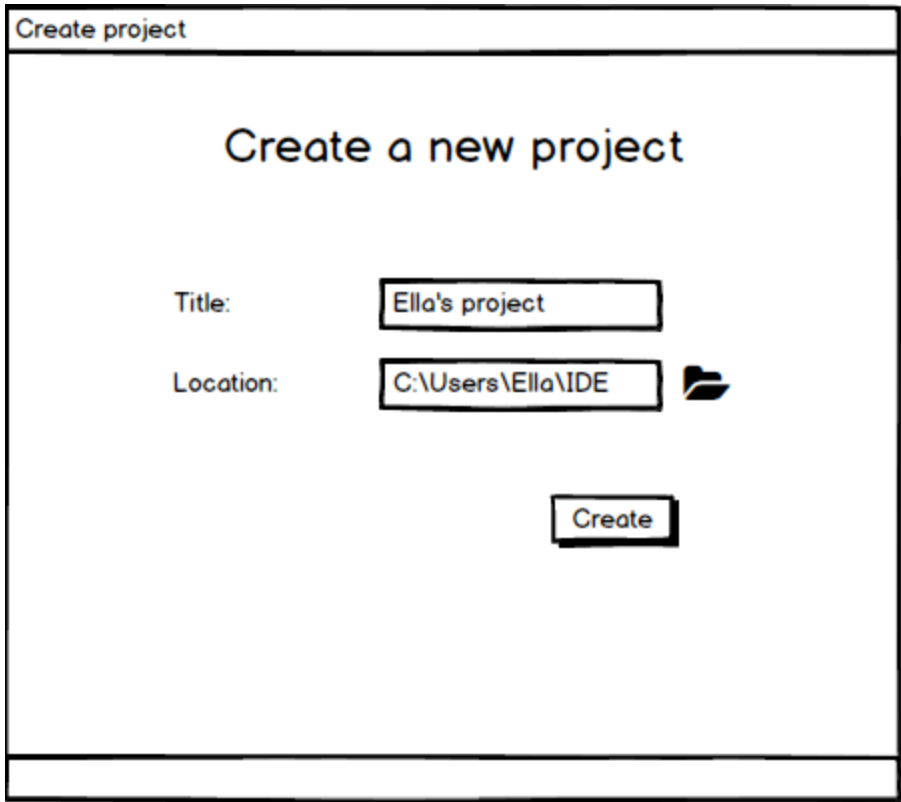 Create project
Create a new project
Title:
Ella's project
Location:
C:\Users\Ella\IDE
Create